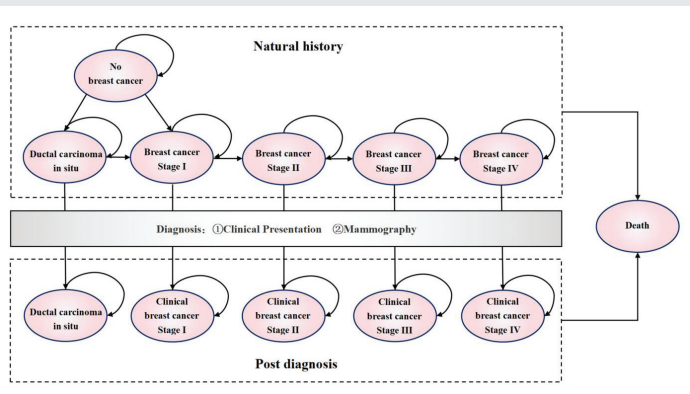 Natural history
No
breast cancer
Ductal carcinoma
in situ
Breast cancer
Stage I
Breast cancer
Stage II
Breast cancer
Stage III
Breast cancer
Stage IV
Diagnosis: ①Clinical Presentation ②Mammography
Death
Ductal carcinoma
in situ
Clinical
breast cancer
Stage I
Clinical
breast cancer
Stage II
Clinical
breast cancer
Stage III
Clinical
breast cancer
Stage IV
Post diagnosis